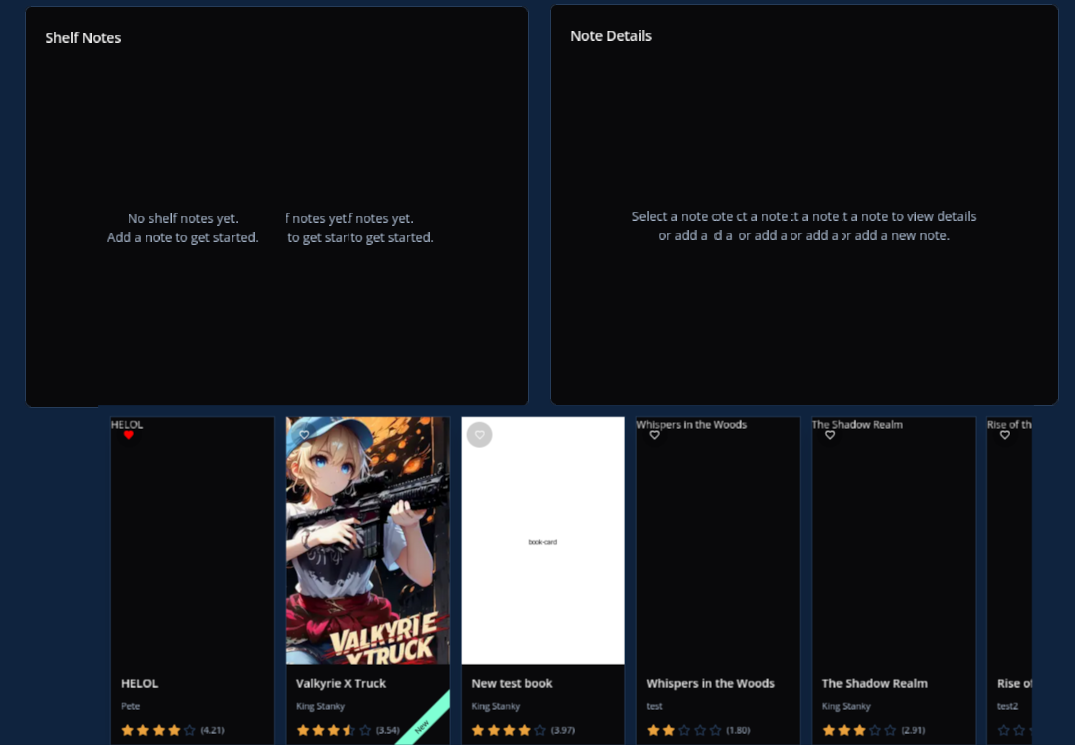 Shelf Notes
No shelf notes yet.
Add a note to get started.
f notes yetf notes yet.
to get starto get started.
Note Details
Select a note ote ct a note :t a note t a note to view details
or add a d a or add a or add a or add a new note.
HELOL
Whispers in the Woods
The Shadow Realm
Rise of th
book-card
VALKYRIE
X TRUCK
HELOL
Pete
(4.21)
Valkyrie X Truck
King Stanky
(3.54)
New
New test book
King Stanky
(3.97)
Whispers in the Woods
test
(1.80)
The Shadow Realm
King Stanky
(2.91)
Rise of
test2